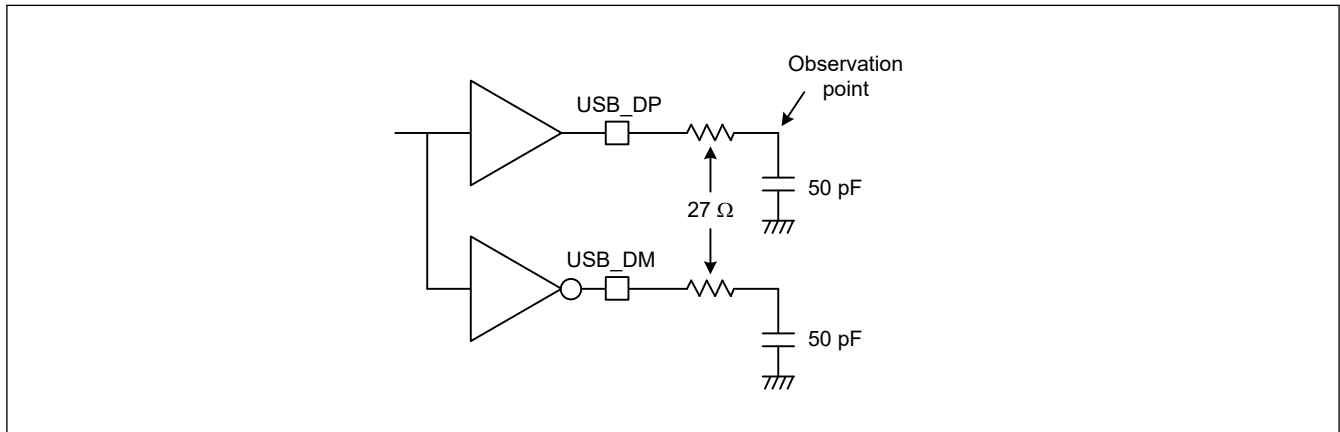 Observation
point
USB_DP
50 pF
27 Ω
USB_DM
50 pF